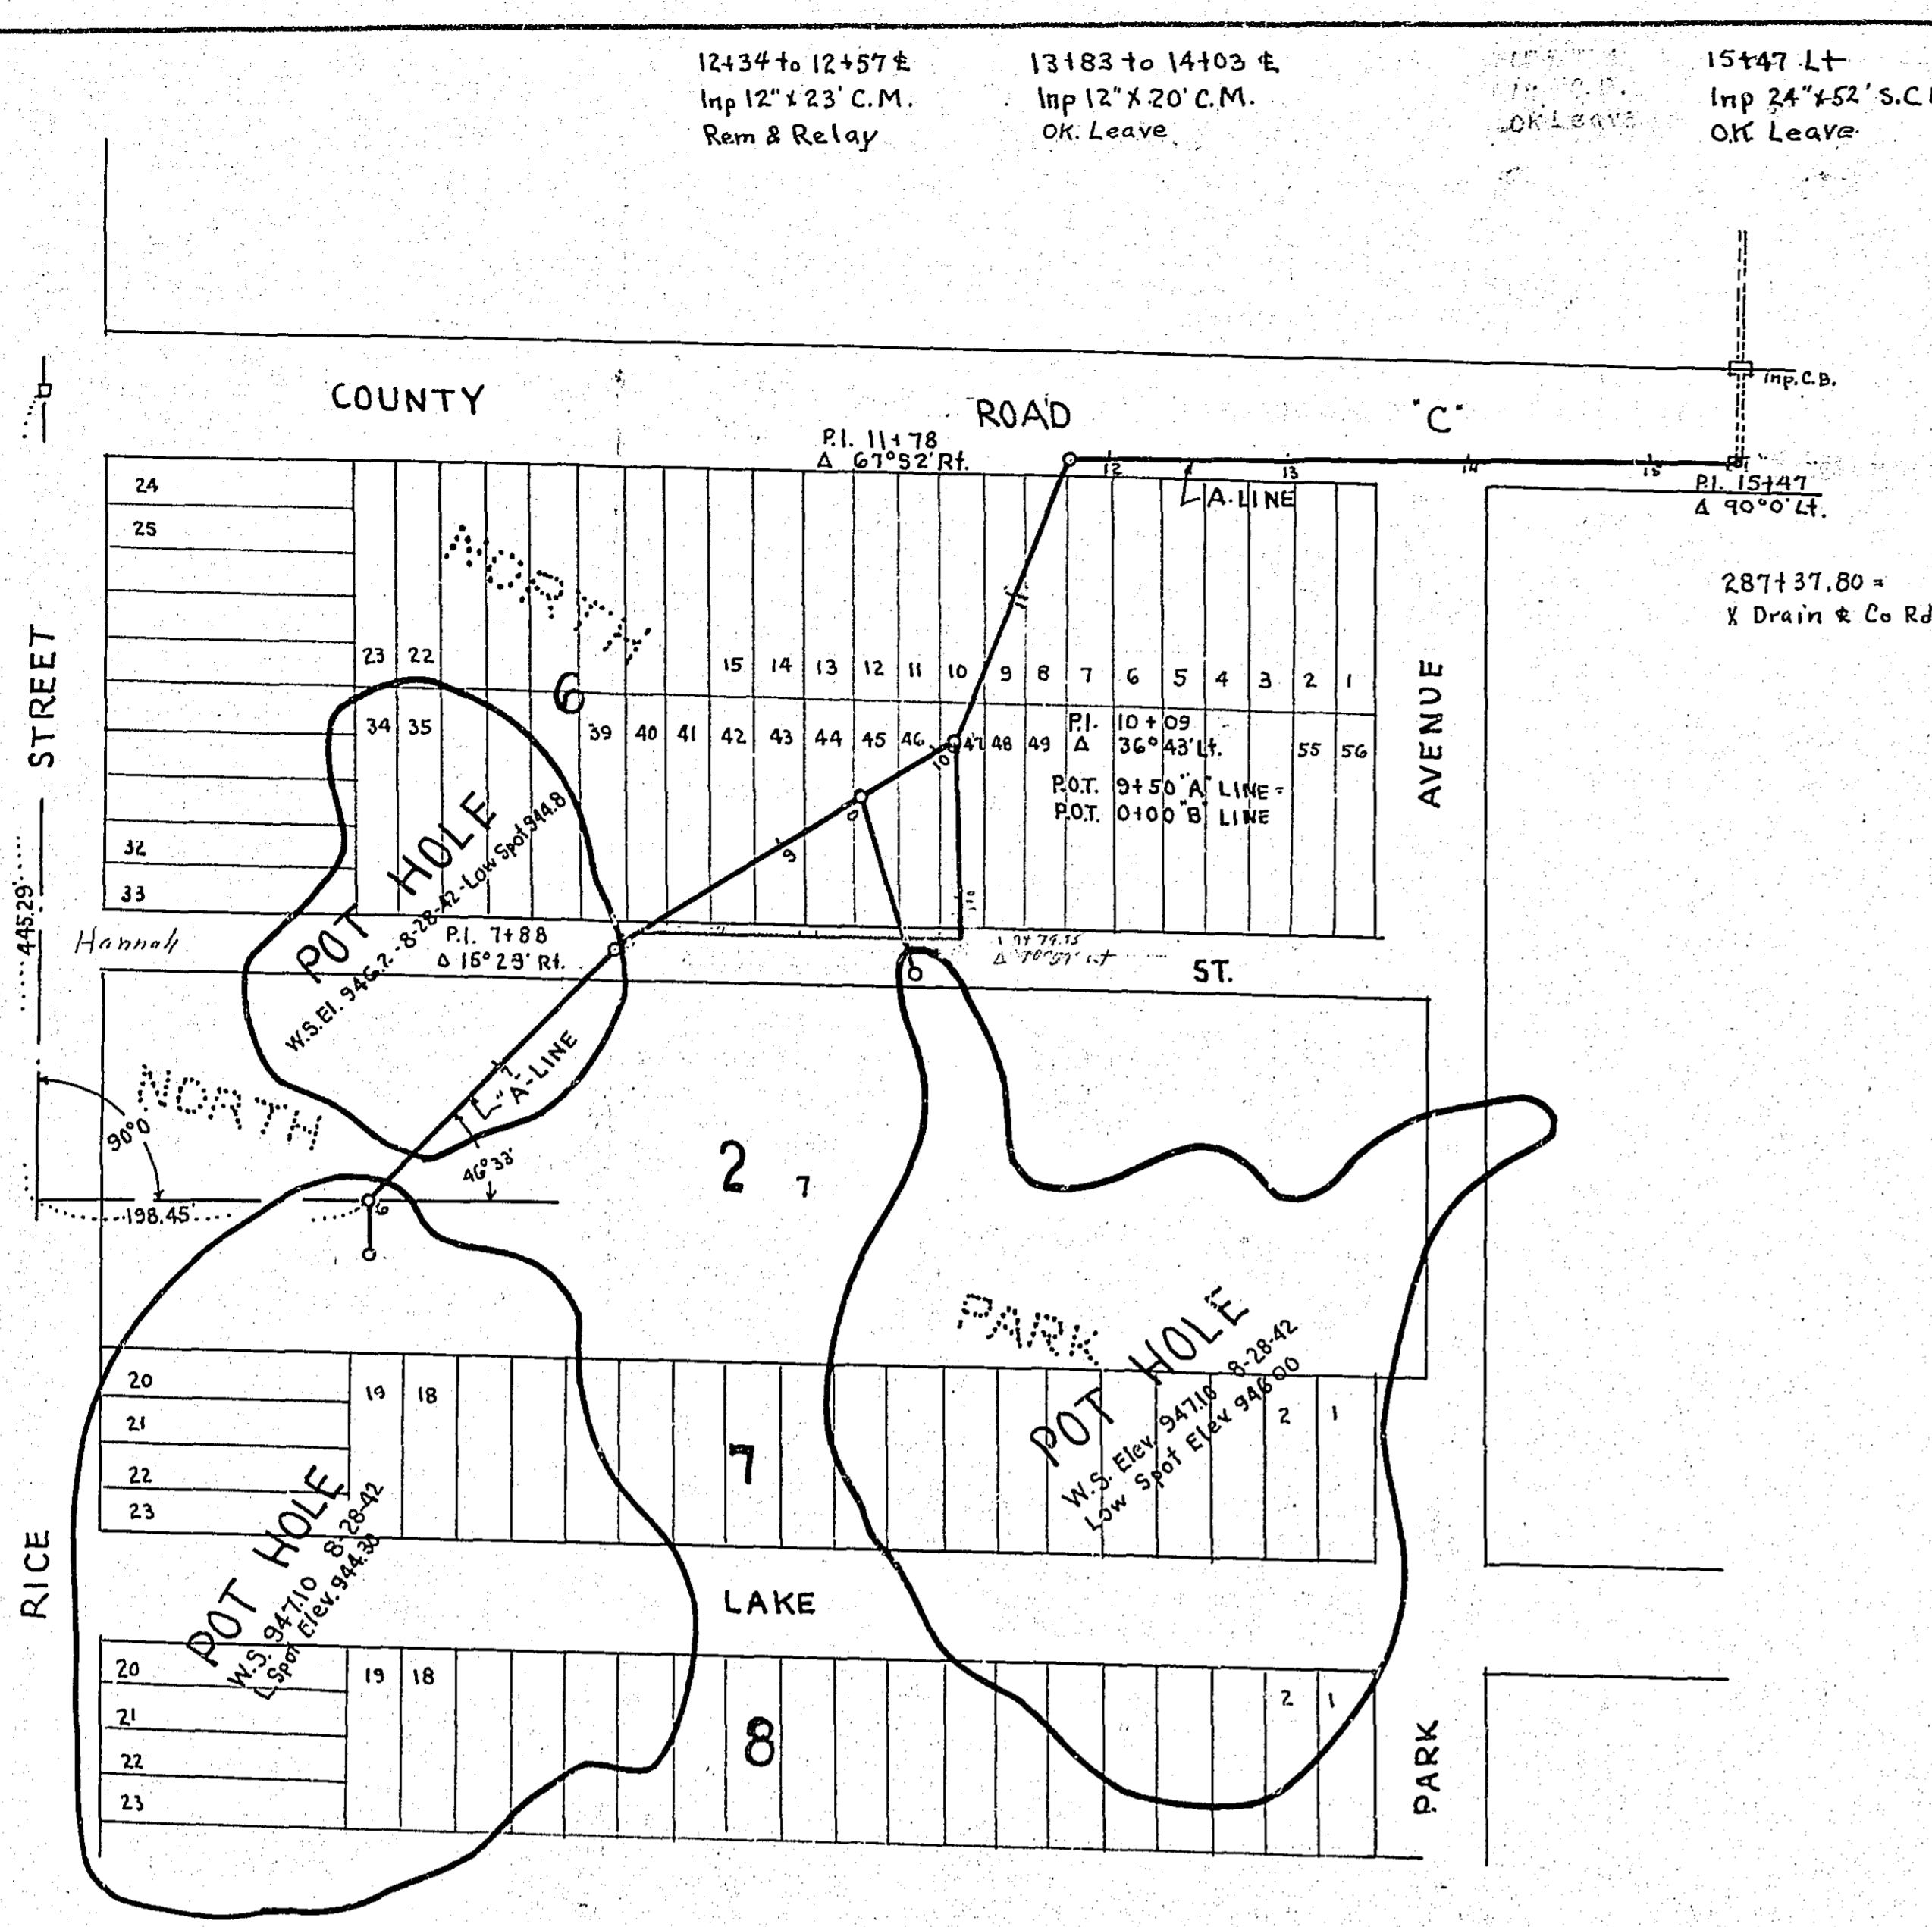 12+34 to 12+57 ℄
Inp 12" x 23' C.M.
Rem & Relay
13+83 to 14+03 ℄
Inp 12" X 20' C.M.
OK. Leave
OK Leave
15+47 Lt
Inp 24" x 52' S.C.
OK Leave
Inp. C.B.
COUNTY ROAD "C"
P.I. 11+78
Δ 67°52' Rt.
12 13 14 15
A. LINE
P.I. 15+47
Δ 90°0' Lt.
287+37.80 =
X Drain & Co Rd
24
25
32
33
NORTH
11
23 22 15 14 13 12 11 10 9 8 7 6 5 4 3 2 1
6
34 35 39 40 41 42 43 44 45 46 47 48 49 55 56
P.I. 10+09
Δ 36°43' Lt.
P.O.T. 9+50 "A" LINE =
P.O.T. 0+00 "B" LINE
10
0
9
POT HOLE
W.S. El. 946.2 - 8-28-42 - Low Spot 944.8
STREET
AVENUE
445.29'
Hannah
ST.
P.I. 7+88
Δ 15°29' Rt.
7
"A-LINE
NORTH
90°0'
46°33'
198.45'
6
2
7
PARK
POT HOLE
W.S. Elev. 947.10 8-28-42
Low Spot Elev. 946.00
20
21
22
23
19 18
7
2 1
POT HOLE
W.S. 947.10 8-28-42
L. Spot Elev. 944.30
RICE
LAKE
20
21
22
23
19 18
8
2 1
PARK